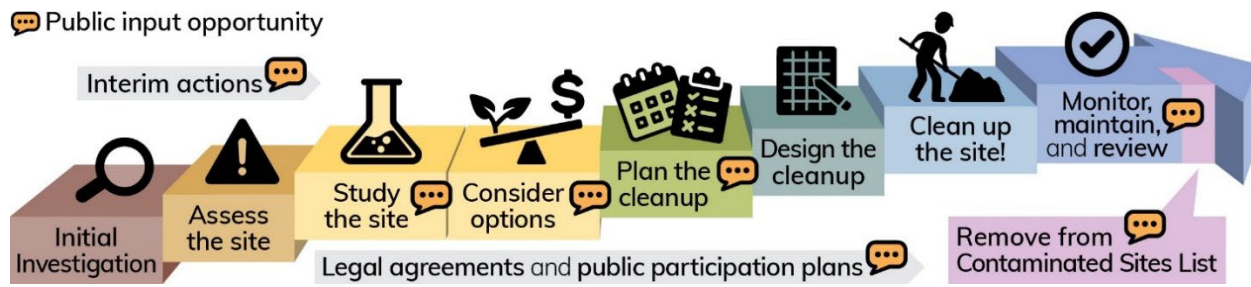 Public input opportunity
Interim actions
Initial
Investigation
Assess
the site
Study
the site
Consider
options
Plan the
cleanup
Design the
cleanup
Clean up
the site!
Monitor,
maintain,
and review
Legal agreements and public participation plans
Remove from
Contaminated Sites List